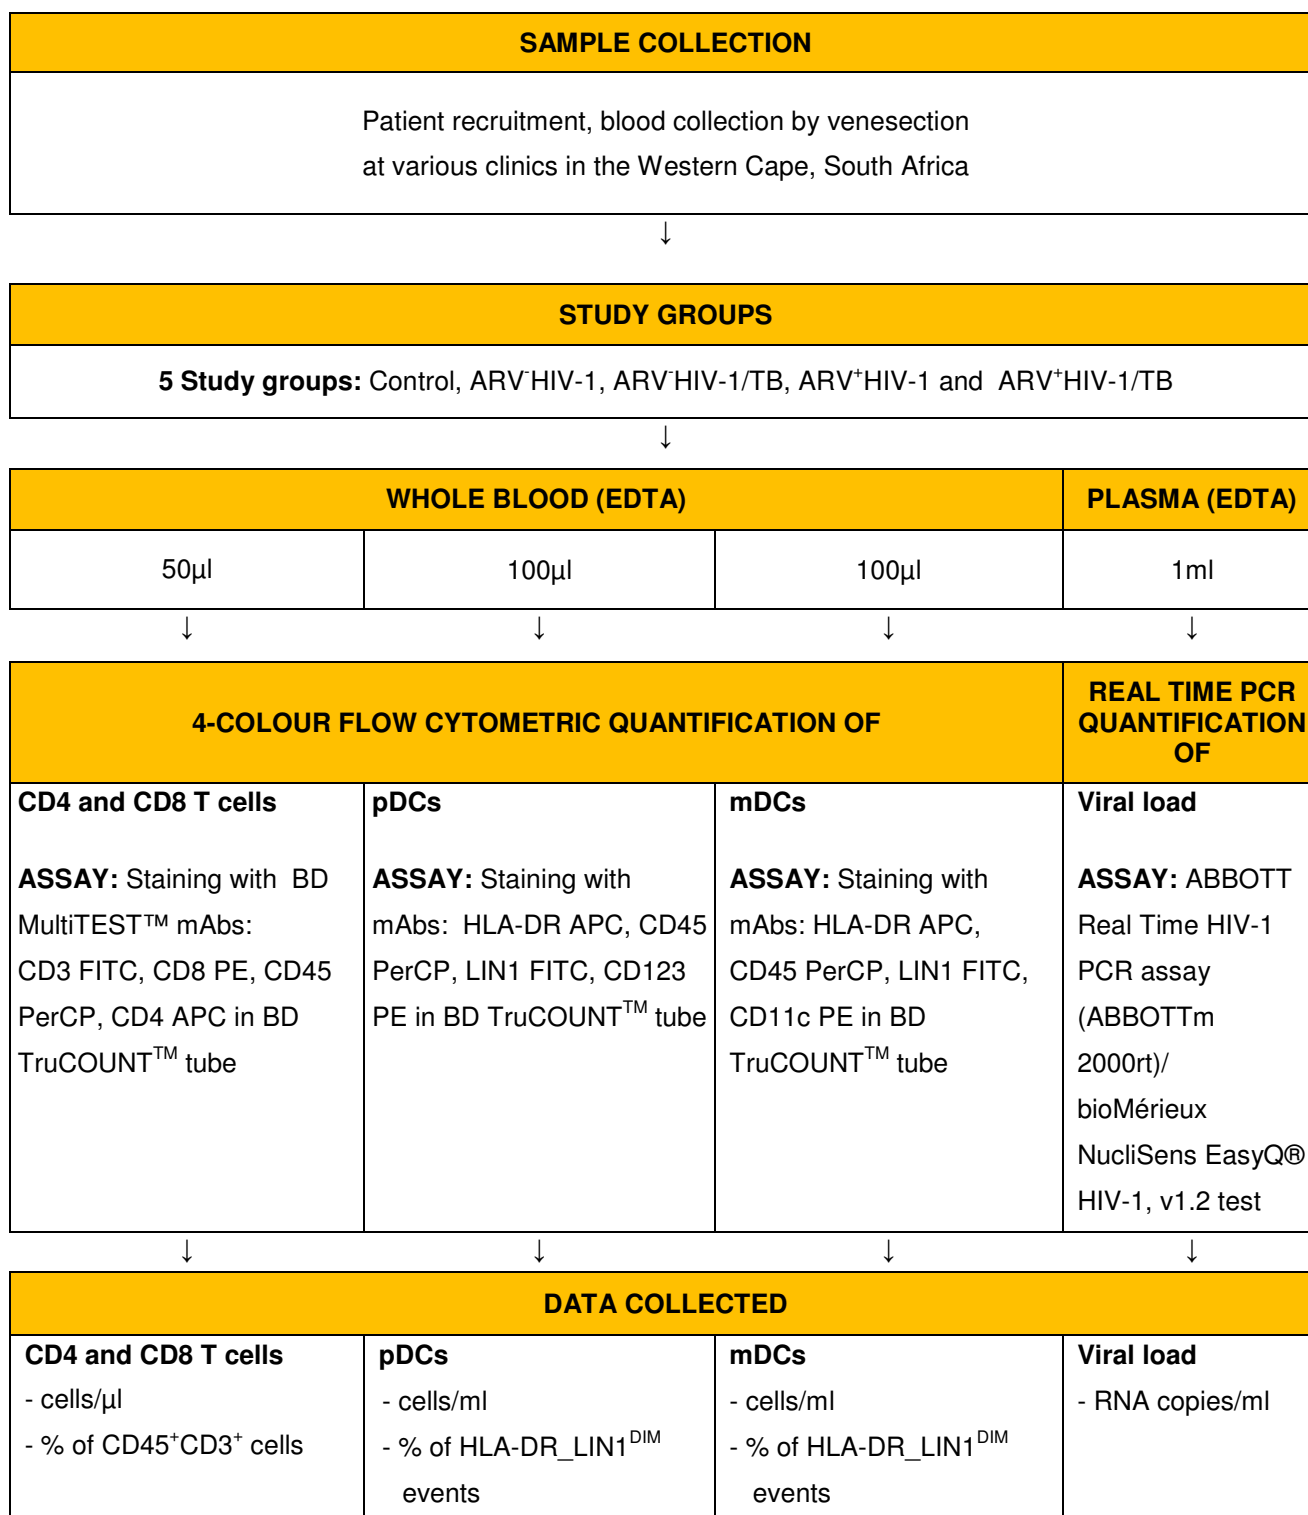 SAMPLE COLLECTION
Patient recruitment, blood collection by venesection
at various clinics in the Western Cape, South Africa
↓
STUDY GROUPS
5 Study groups: Control, ARV⁻HIV-1, ARV⁻HIV-1/TB, ARV⁺HIV-1 and ARV⁺HIV-1/TB
↓
WHOLE BLOOD (EDTA)
PLASMA (EDTA)
50µl
100µl
100µl
1ml
↓ ↓ ↓ ↓
4-COLOUR FLOW CYTOMETRIC QUANTIFICATION OF
REAL TIME PCR
QUANTIFICATION
OF
CD4 and CD8 T cells
ASSAY: Staining with BD
MultiTEST™ mAbs:
CD3 FITC, CD8 PE, CD45
PerCP, CD4 APC in BD
TruCOUNT™ tube
pDCs
ASSAY: Staining with
mAbs: HLA-DR APC, CD45
PerCP, LIN1 FITC, CD123
PE in BD TruCOUNT™ tube
mDCs
ASSAY: Staining with
mAbs: HLA-DR APC,
CD45 PerCP, LIN1 FITC,
CD11c PE in BD
TruCOUNT™ tube
Viral load
ASSAY: ABBOTT
Real Time HIV-1
PCR assay
(ABBOTTm
2000rt)/
bioMérieux
NucliSens EasyQ®
HIV-1, v1.2 test
↓ ↓ ↓ ↓
DATA COLLECTED
CD4 and CD8 T cells
- cells/µl
- % of CD45⁺CD3⁺ cells
pDCs
- cells/ml
- % of HLA-DR_LIN1ᴰᴵᴹ
events
mDCs
- cells/ml
- % of HLA-DR_LIN1ᴰᴵᴹ
events
Viral load
- RNA copies/ml